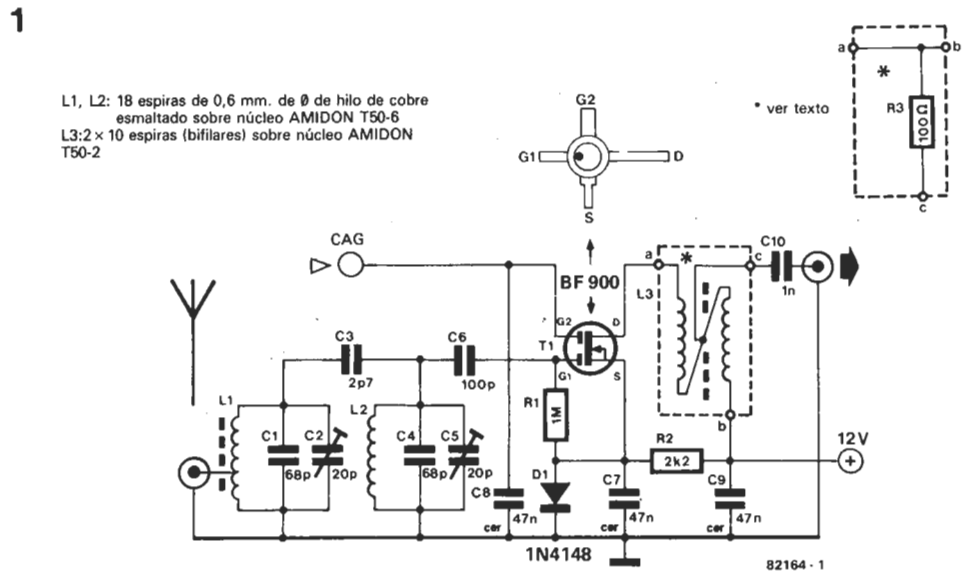 1
L1, L2: 18 espiras de 0,6 mm. de Ø de hilo de cobre
esmaltado sobre núcleo AMIDON T50-6
L3:2 × 10 espiras (bifilares) sobre núcleo AMIDON
T50-2
G2
G1
D
S
a
b
*
R3
100Ω
c
* ver texto
CAG
BF 900
a
*
c
C10
1n
L3
G2
D
T1
G1
S
C3
2p7
C6
100p
R1
1M
b
L1
C1
68p
C2
20p
L2
C4
68p
C5
20p
R2
2k2
12V
+
C8
47n
cer
D1
1N4148
C7
47n
cer
C9
47n
cer
82164 - 1